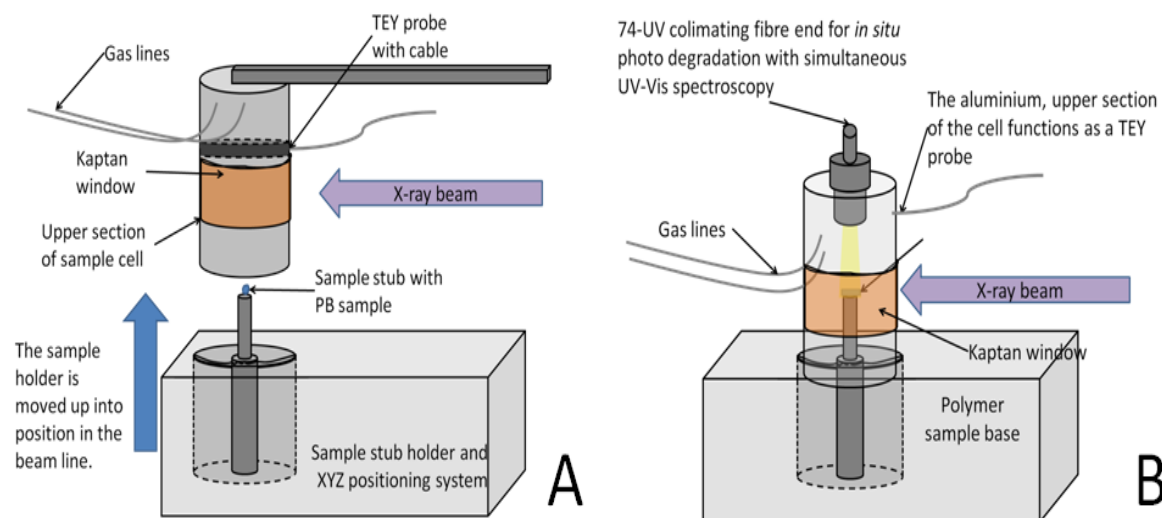 Gas lines
TEY probe
with cable
Kaptan
window
X-ray beam
Upper section
of sample cell
Sample stub with
PB sample
The sample
holder is
moved up into
position in the
beam line.
Sample stub holder and
XYZ positioning system
A
74-UV colimating fibre end for in situ
photo degradation with simultaneous
UV-Vis spectroscopy
The aluminium, upper section
of the cell functions as a TEY
probe
Gas lines
X-ray beam
Kaptan window
Polymer
sample base
B